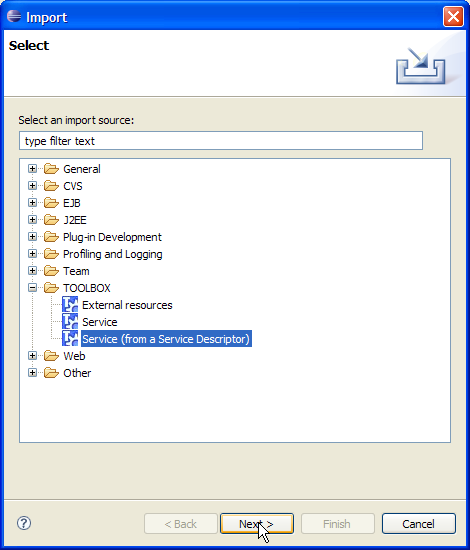 Import
Select
Select an import source:
type filter text
General
CVS
EJB
J2EE
Plug-in Development
Profiling and Logging
Team
TOOLBOX
External resources
Service
Service (from a Service Descriptor)
Web
Other
? < Back Next > Finish Cancel